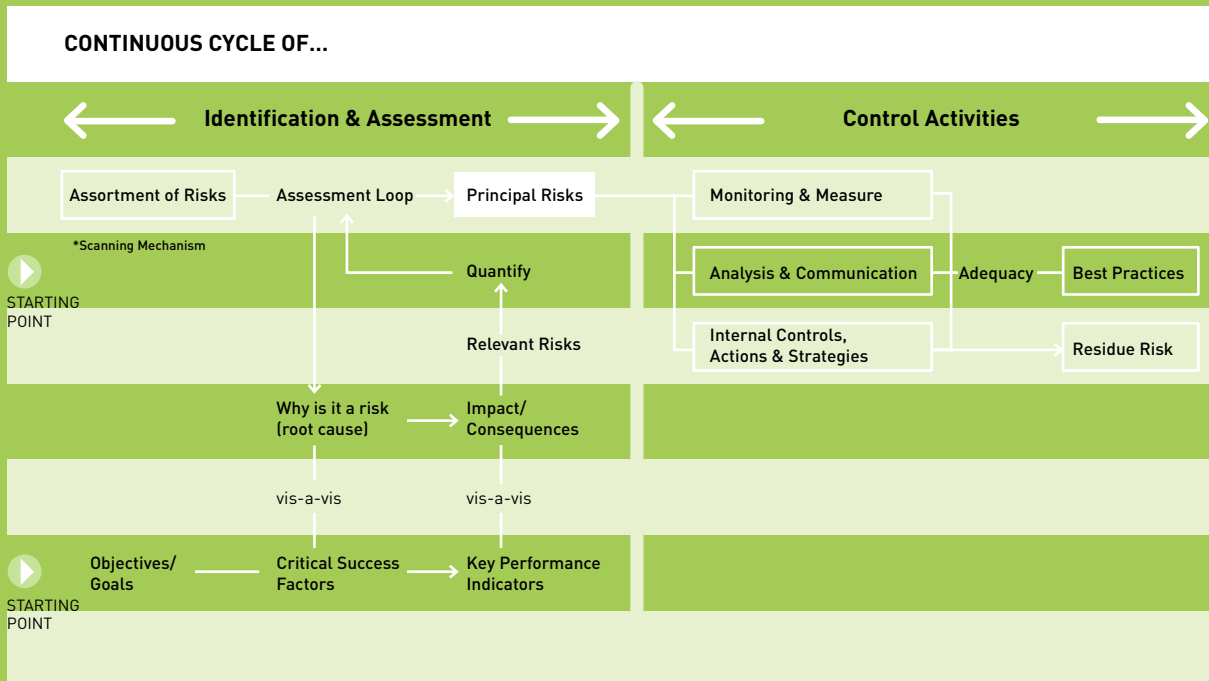 CONTINUOUS CYCLE OF...
Identification & Assessment
Control Activities
Assortment of Risks
Assessment Loop
Principal Risks
Monitoring & Measure
*Scanning Mechanism
STARTING
POINT
Quantify
Analysis & Communication
Adequacy
Best Practices
Relevant Risks
Internal Controls,
Actions & Strategies
Residue Risk
Why is it a risk
(root cause)
Impact/
Consequences
vis-a-vis
vis-a-vis
STARTING
POINT
Objectives/
Goals
Critical Success
Factors
Key Performance
Indicators